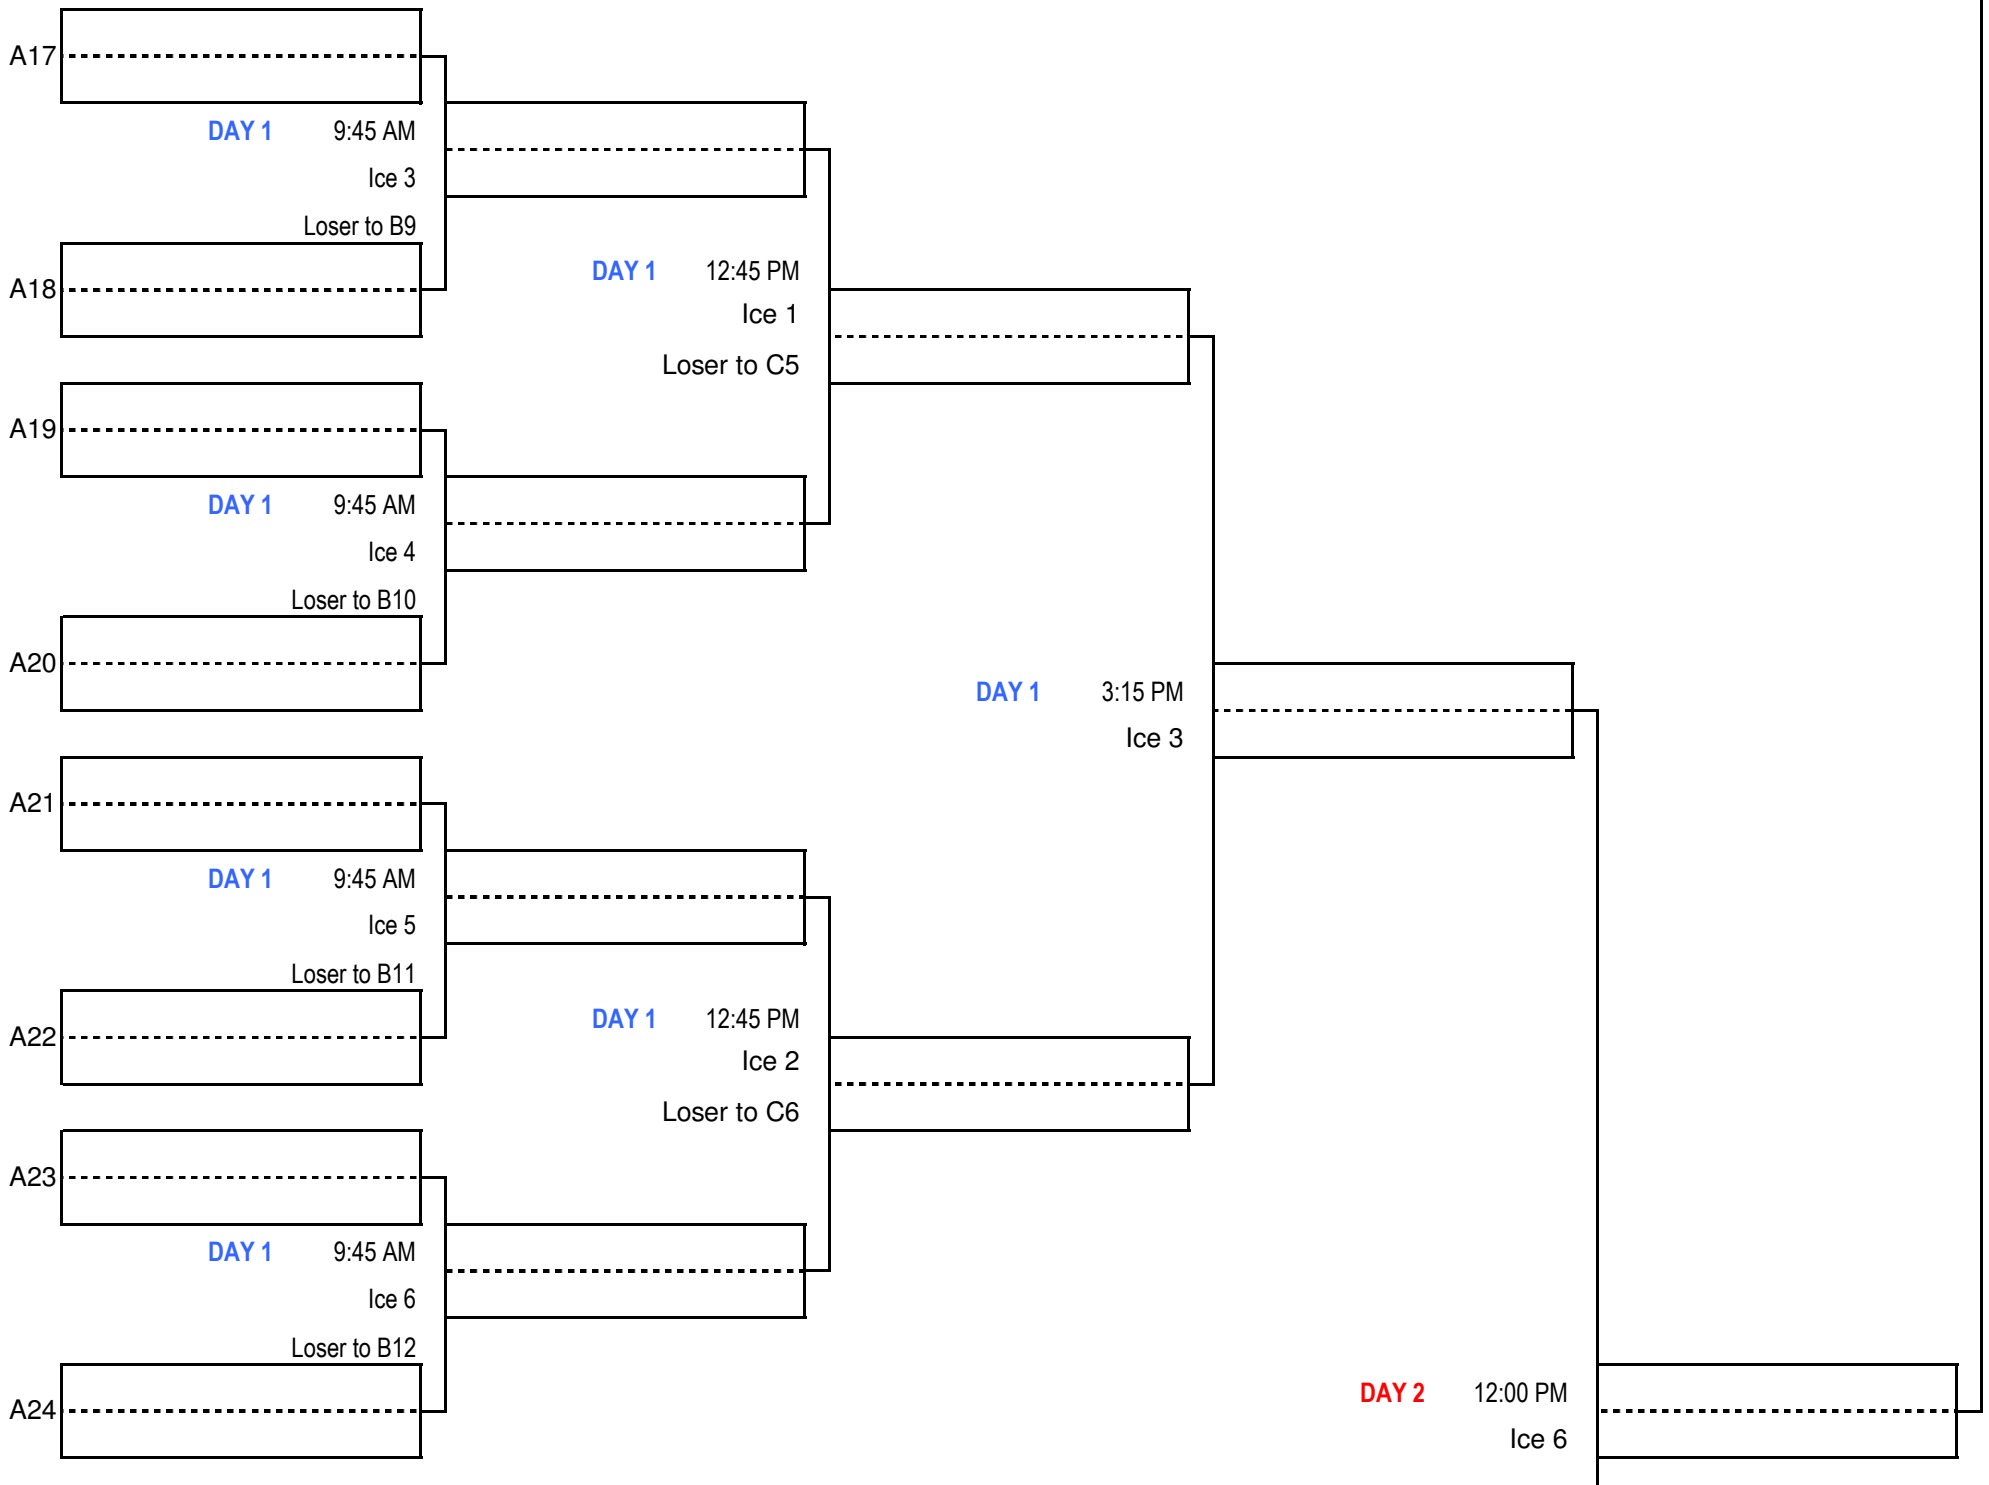 A17
DAY 1 9:45 AM
Ice 3
Loser to B9
A18
DAY 1 12:45 PM
Ice 1
Loser to C5
A19
DAY 1 9:45 AM
Ice 4
Loser to B10
A20
DAY 1 3:15 PM
Ice 3
A21
DAY 1 9:45 AM
Ice 5
Loser to B11
A22
DAY 1 12:45 PM
Ice 2
Loser to C6
A23
DAY 1 9:45 AM
Ice 6
Loser to B12
A24
DAY 2 12:00 PM
Ice 6